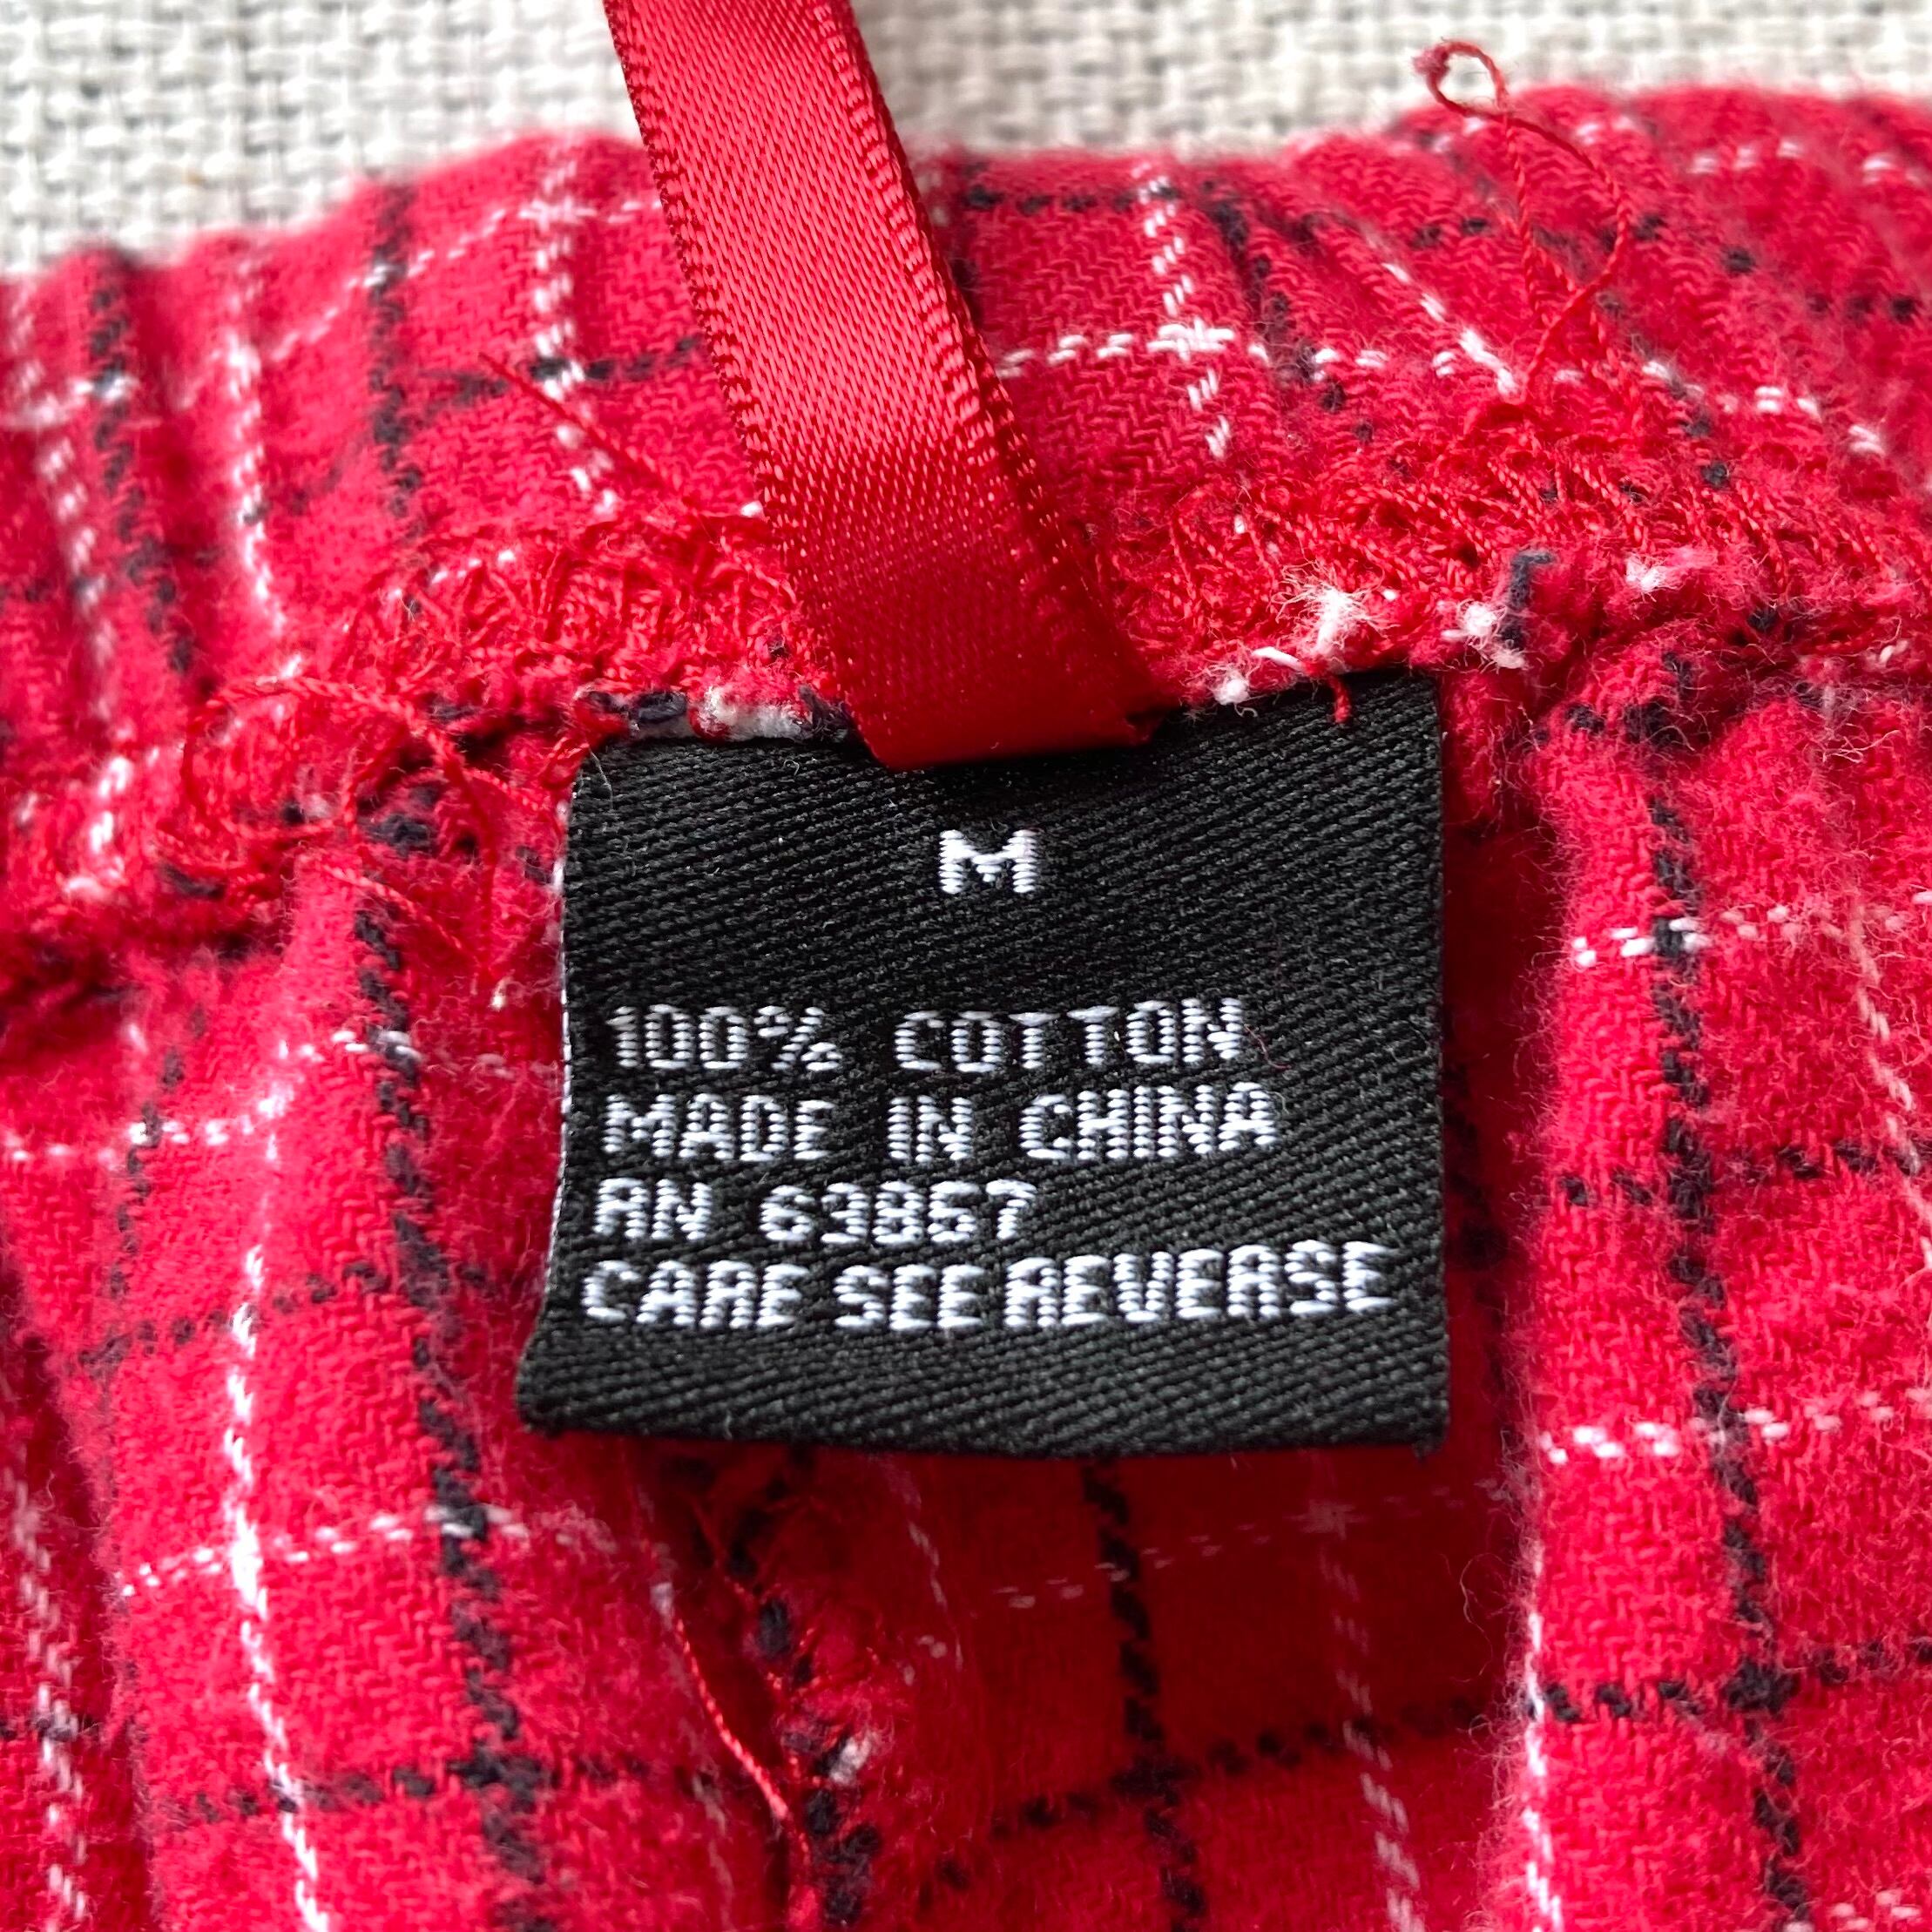 M
100% COTTON
MADE IN CHINA
RN 63857
CARE SEE REVERSE